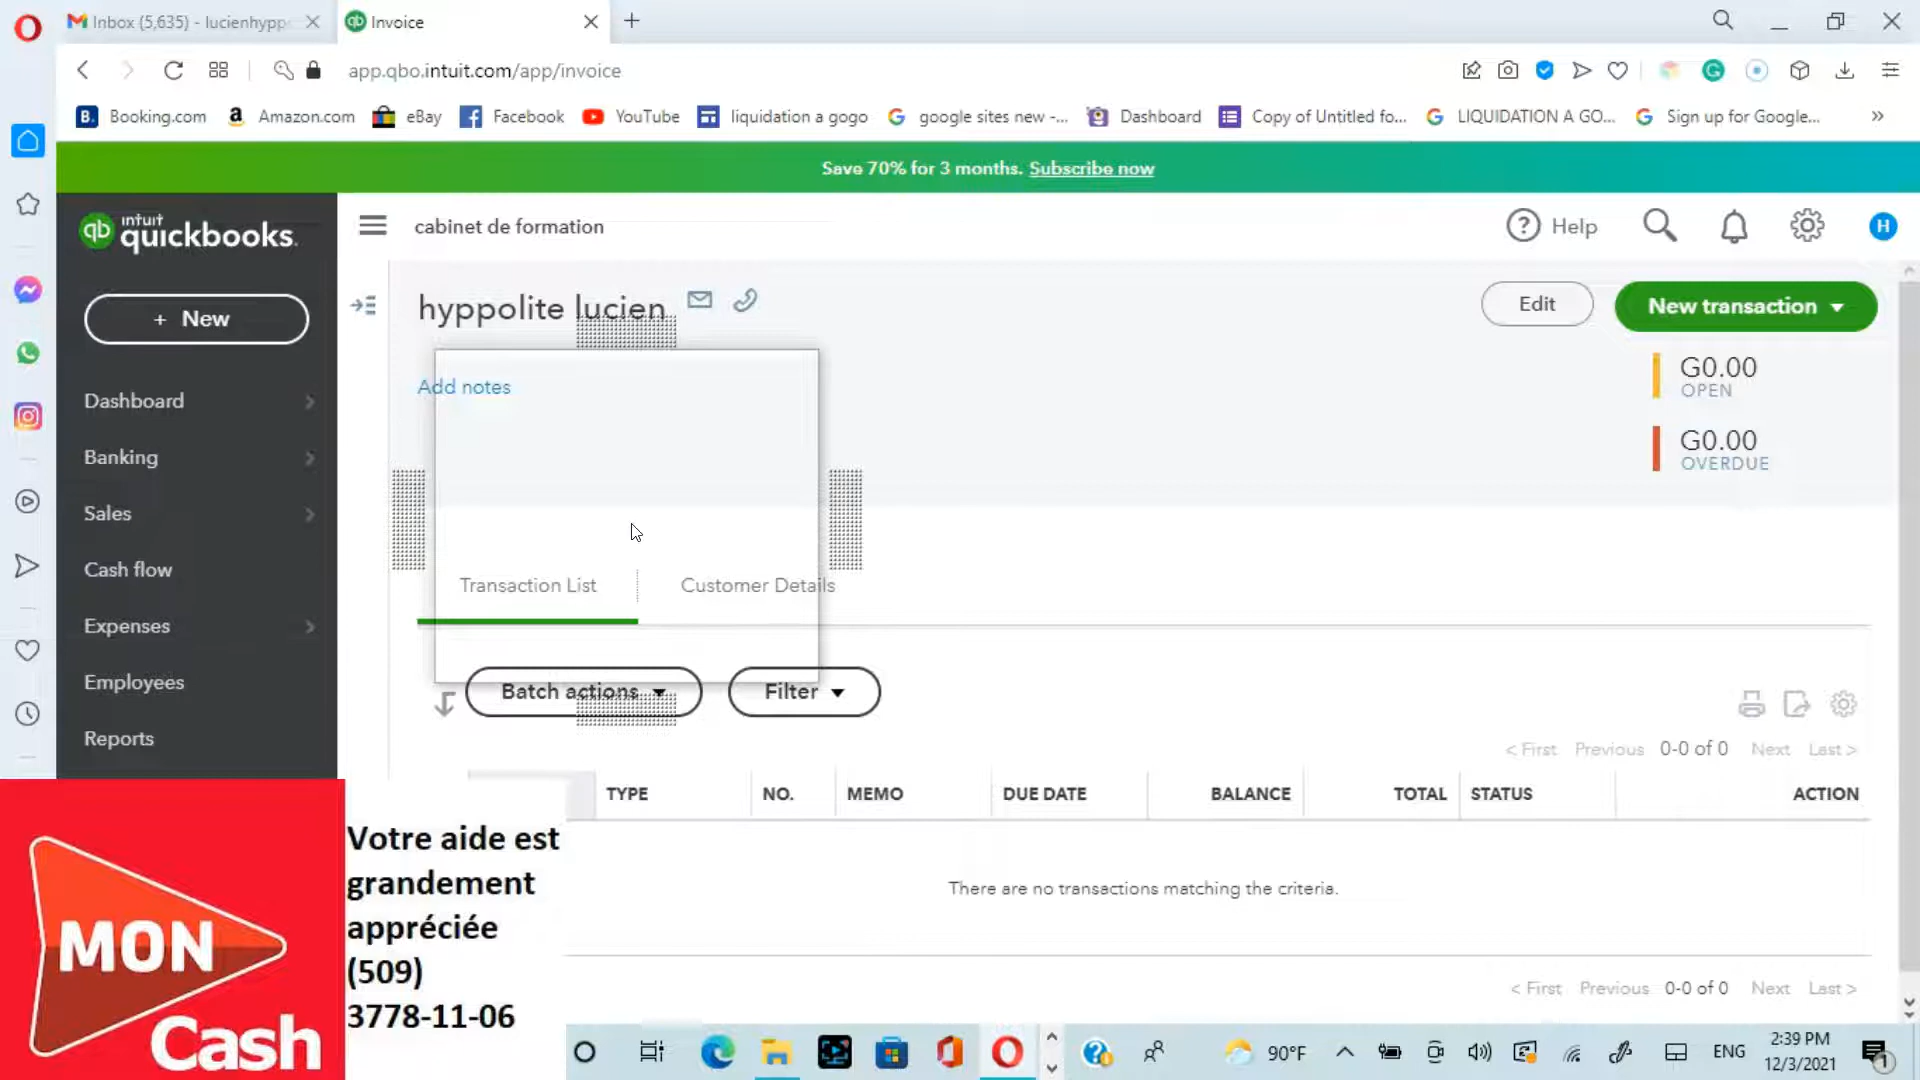 Inbox (5,635) - lucienhypp
Invoice
app.qbo.intuit.com/app/invoice
B. Booking.com
Amazon.com
eBay
Facebook
YouTube
liquidation a gogo
google sites new -...
Dashboard
Copy of Untitled fo...
LIQUIDATION A GO...
Sign up for Google...
Save 70% for 3 months. Subscribe now
qb intuit quickbooks.
cabinet de formation
Help
H
+ New
hyppolite lucien
Edit
New transaction
Add notes
G0.00
OPEN
G0.00
OVERDUE
Dashboard
Banking
Sales
Cash flow
Expenses
Employees
Reports
Transaction List
Customer Details
Batch actions
Filter
< First Previous 0-0 of 0 Next Last >
TYPE NO. MEMO DUE DATE BALANCE TOTAL STATUS ACTION
There are no transactions matching the criteria.
< First Previous 0-0 of 0 Next Last >
MON
Cash
Votre aide est
grandement
appréciée
(509)
3778-11-06
90°F
ENG
2:39 PM
12/3/2021
1